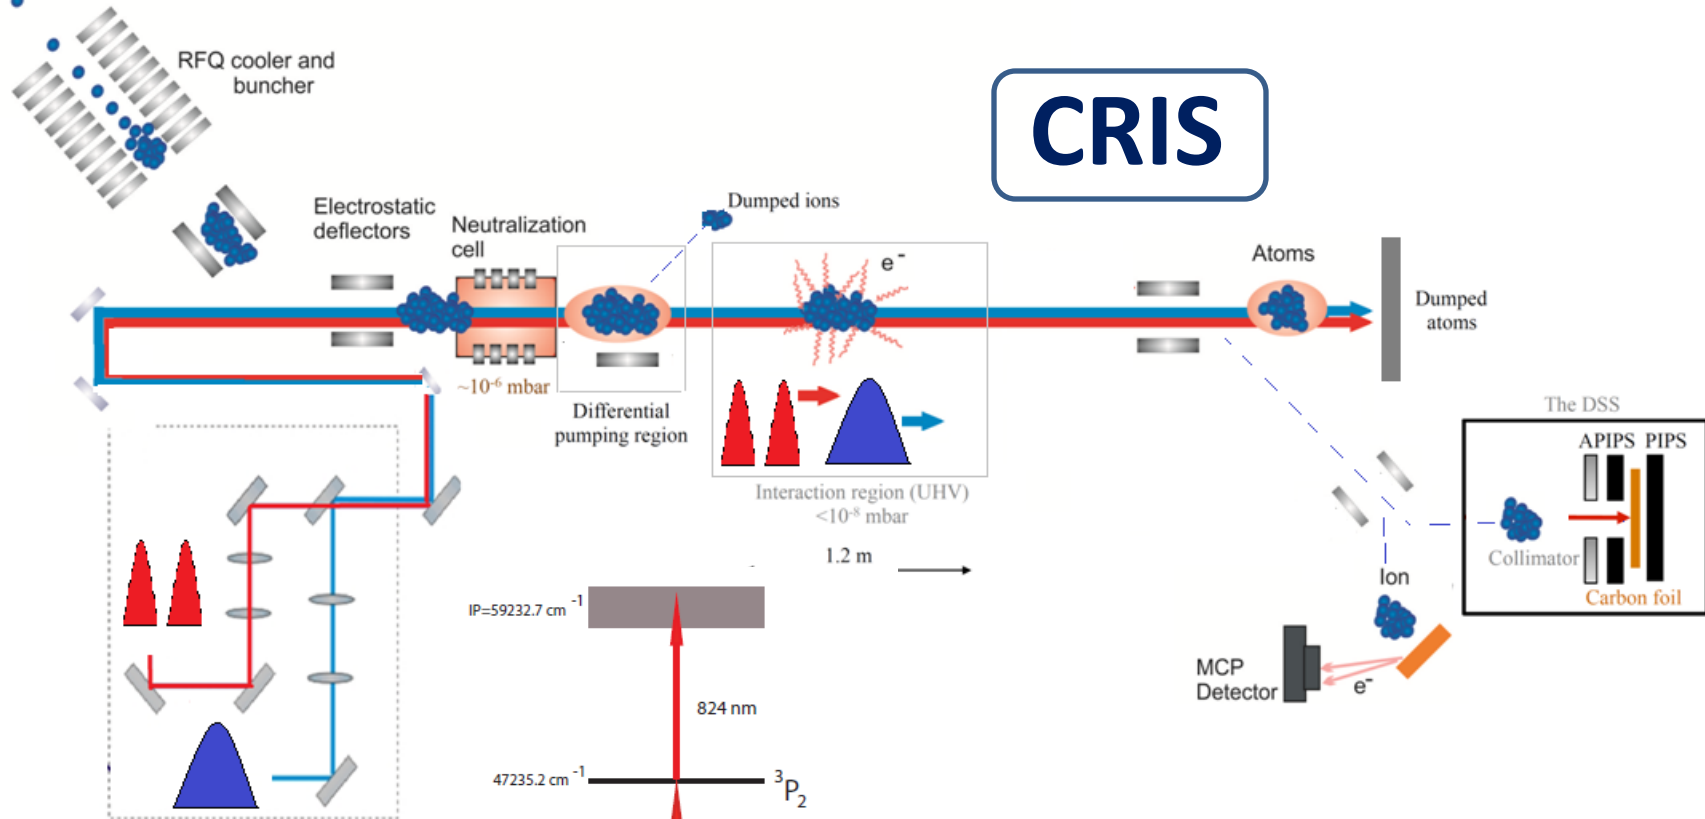 RFQ cooler and
buncher
CRIS
Electrostatic
deflectors
Neutralization
cell
Dumped ions
e⁻
Atoms
Dumped
atoms
~10⁻⁶ mbar
Differential
pumping region
Interaction region (UHV)
<10⁻⁸ mbar
1.2 m
The DSS
APIPS PIPS
Collimator
Carbon foil
Ion
MCP
Detector
e⁻
IP=59232.7 cm⁻¹
824 nm
47235.2 cm⁻¹
³P₂